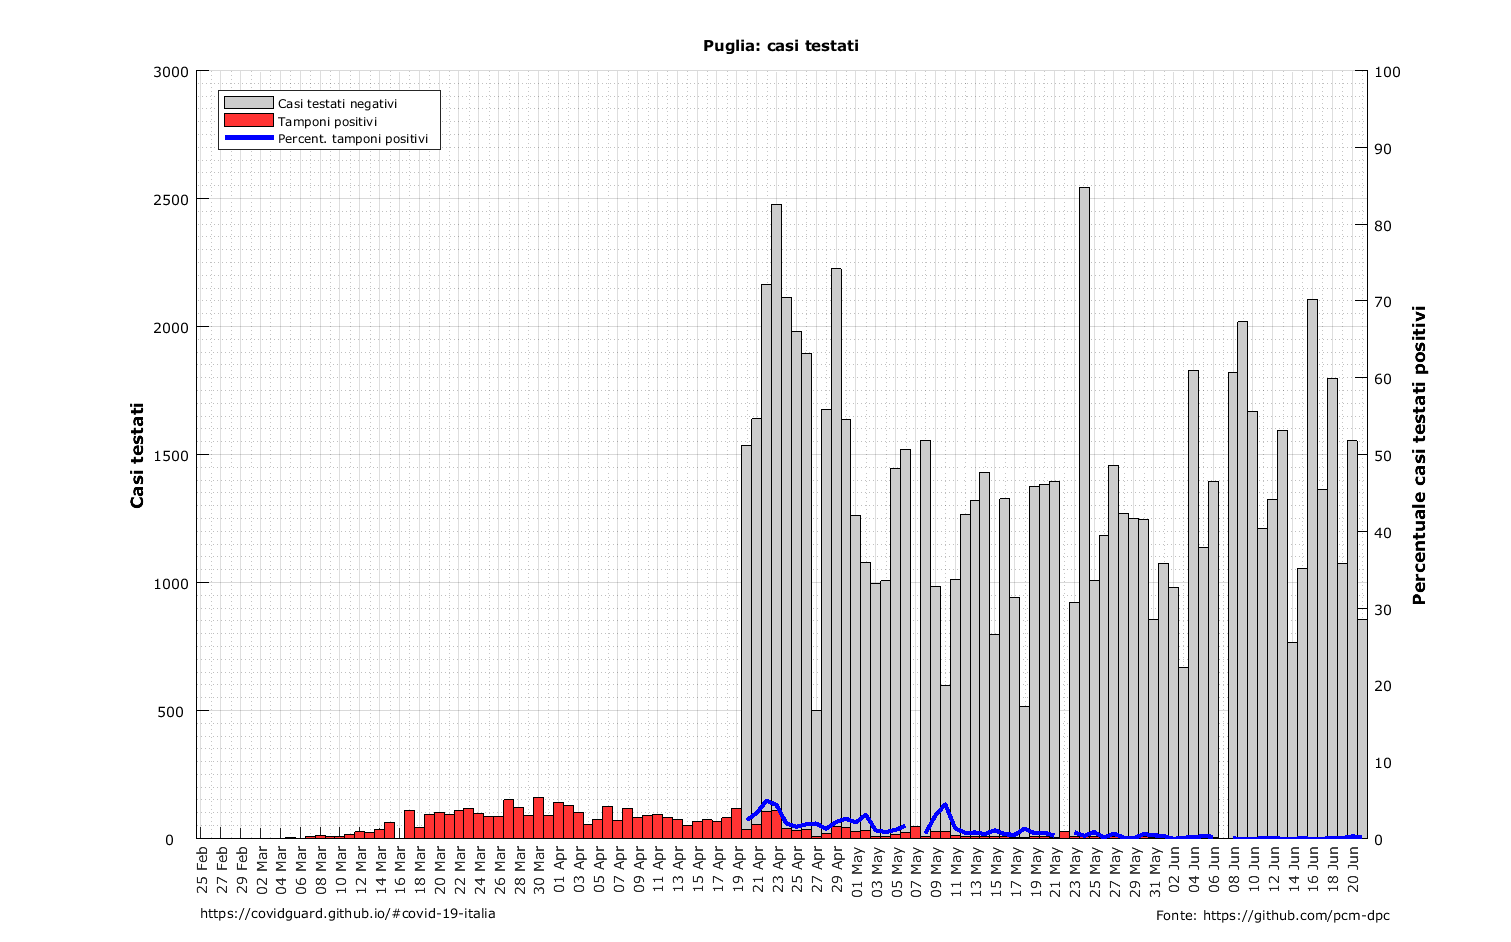 Puglia: casi testati
3000
2500
2000
1500
1000
500
0
Casi testati
Casi testati negativi
Tamponi positivi
Percent. tamponi positivi
100
90
80
70
60
50
40
30
20
10
0
Percentuale casi testati positivi
25 Feb
27 Feb
29 Feb
02 Mar
04 Mar
06 Mar
08 Mar
10 Mar
12 Mar
14 Mar
16 Mar
18 Mar
20 Mar
22 Mar
24 Mar
26 Mar
28 Mar
30 Mar
01 Apr
03 Apr
05 Apr
07 Apr
09 Apr
11 Apr
13 Apr
15 Apr
17 Apr
19 Apr
21 Apr
23 Apr
25 Apr
27 Apr
29 Apr
01 May
03 May
05 May
07 May
09 May
11 May
13 May
15 May
17 May
19 May
21 May
23 May
25 May
27 May
29 May
31 May
02 Jun
04 Jun
06 Jun
08 Jun
10 Jun
12 Jun
14 Jun
16 Jun
18 Jun
20 Jun
https://covidguard.github.io/#covid-19-italia
Fonte: https://github.com/pcm-dpc